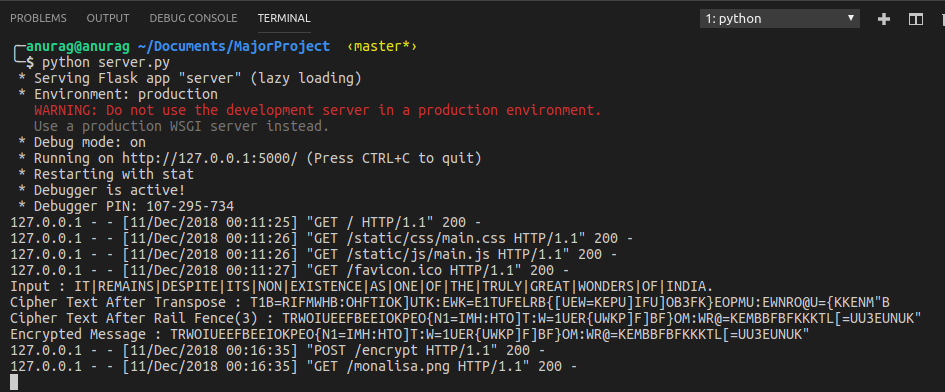 PROBLEMS OUTPUT DEBUG CONSOLE TERMINAL 1: python
anurag@anurag ~/Documents/MajorProject ‹master*›
$ python server.py
* Serving Flask app "server" (lazy loading)
* Environment: production
WARNING: Do not use the development server in a production environment.
Use a production WSGI server instead.
* Debug mode: on
* Running on http://127.0.0.1:5000/ (Press CTRL+C to quit)
* Restarting with stat
* Debugger is active!
* Debugger PIN: 107-295-734
127.0.0.1 - - [11/Dec/2018 00:11:25] "GET / HTTP/1.1" 200 -
127.0.0.1 - - [11/Dec/2018 00:11:26] "GET /static/css/main.css HTTP/1.1" 200 -
127.0.0.1 - - [11/Dec/2018 00:11:26] "GET /static/js/main.js HTTP/1.1" 200 -
127.0.0.1 - - [11/Dec/2018 00:11:27] "GET /favicon.ico HTTP/1.1" 200 -
Input : IT|REMAINS|DESPITE|ITS|NON|EXISTENCE|AS|ONE|OF|THE|TRULY|GREAT|WONDERS|OF|INDIA.
Cipher Text After Transpose : T1B=RIFMWHB:OHFTIOK]UTK:EWK=E1TUFELRB{[UEW=KEPU]IFU]OB3FK}EOPMU:EWNRO@U={KKENM"B
Cipher Text After Rail Fence(3) : TRWOIUEEFBEEIOKPEO{N1=IMH:HTO]T:W=1UER{UWKP]F]BF}OM:WR@=KEMBBFBFKKKTL[=UU3EUNUK"
Encrypted Message : TRWOIUEEFBEEIOKPEO{N1=IMH:HTO]T:W=1UER{UWKP]F]BF}OM:WR@=KEMBBFBFKKKTL[=UU3EUNUK"
127.0.0.1 - - [11/Dec/2018 00:16:35] "POST /encrypt HTTP/1.1" 200 -
127.0.0.1 - - [11/Dec/2018 00:16:35] "GET /monalisa.png HTTP/1.1" 200 -